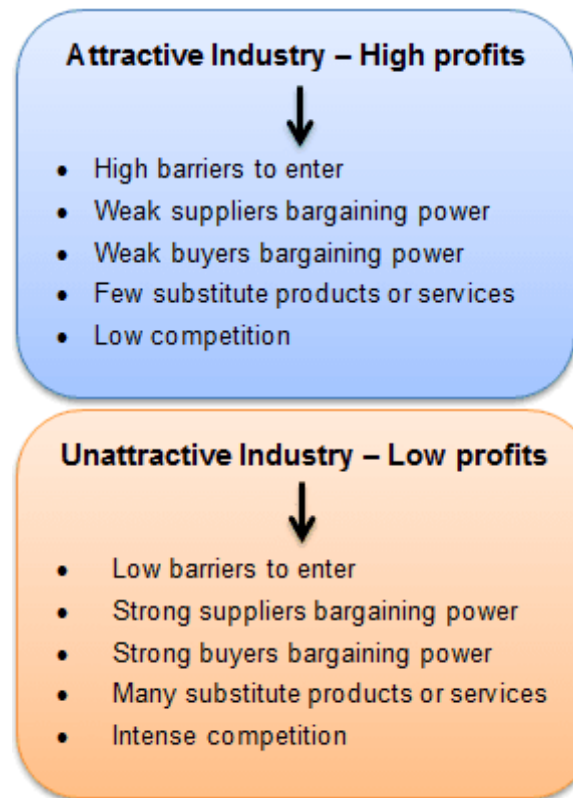 Attractive Industry – High profits
• High barriers to enter
• Weak suppliers bargaining power
• Weak buyers bargaining power
• Few substitute products or services
• Low competition
Unattractive Industry – Low profits
• Low barriers to enter
• Strong suppliers bargaining power
• Strong buyers bargaining power
• Many substitute products or services
• Intense competition